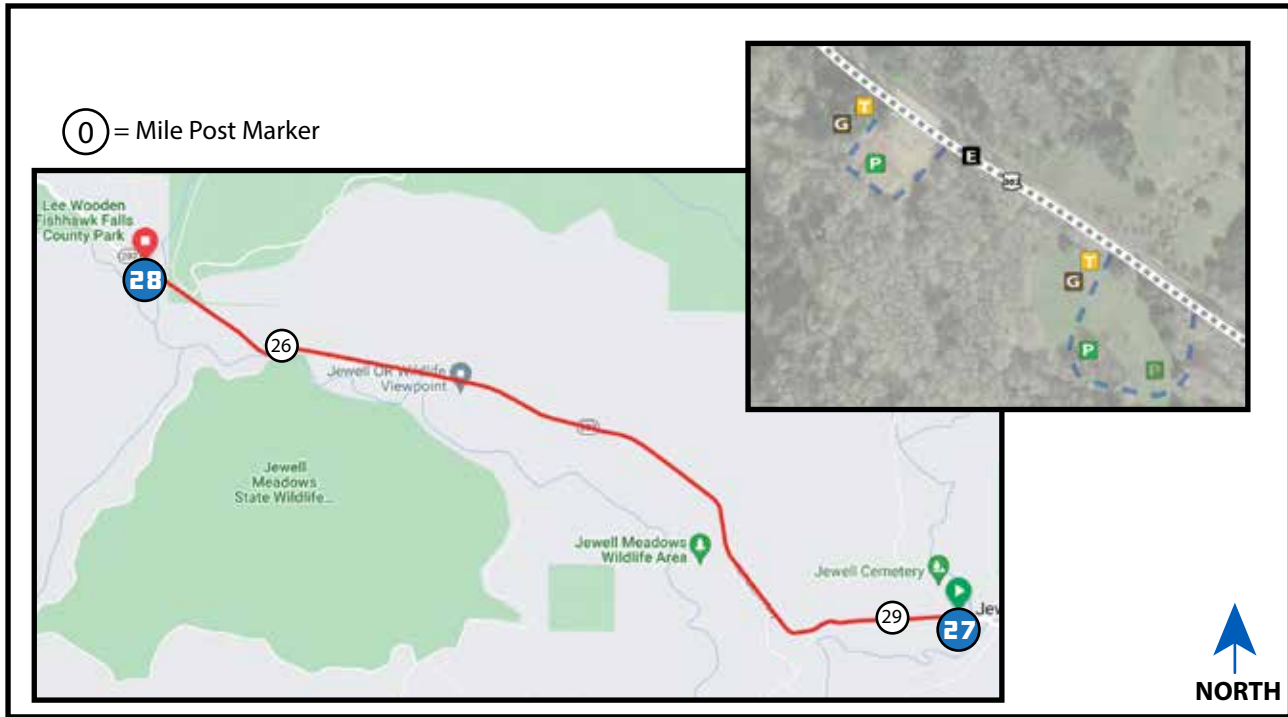 0 = Mile Post Marker
Lee Wooden
Fishhawk Falls
County Park
28
26
Jewell OR Wildlife
Viewpoint
Jewell
Meadows
State Wildlife...
Jewell Meadows
Wildlife Area
Jewell Cemetery
29
27
T
G
P
E
T
G
P
P
NORTH